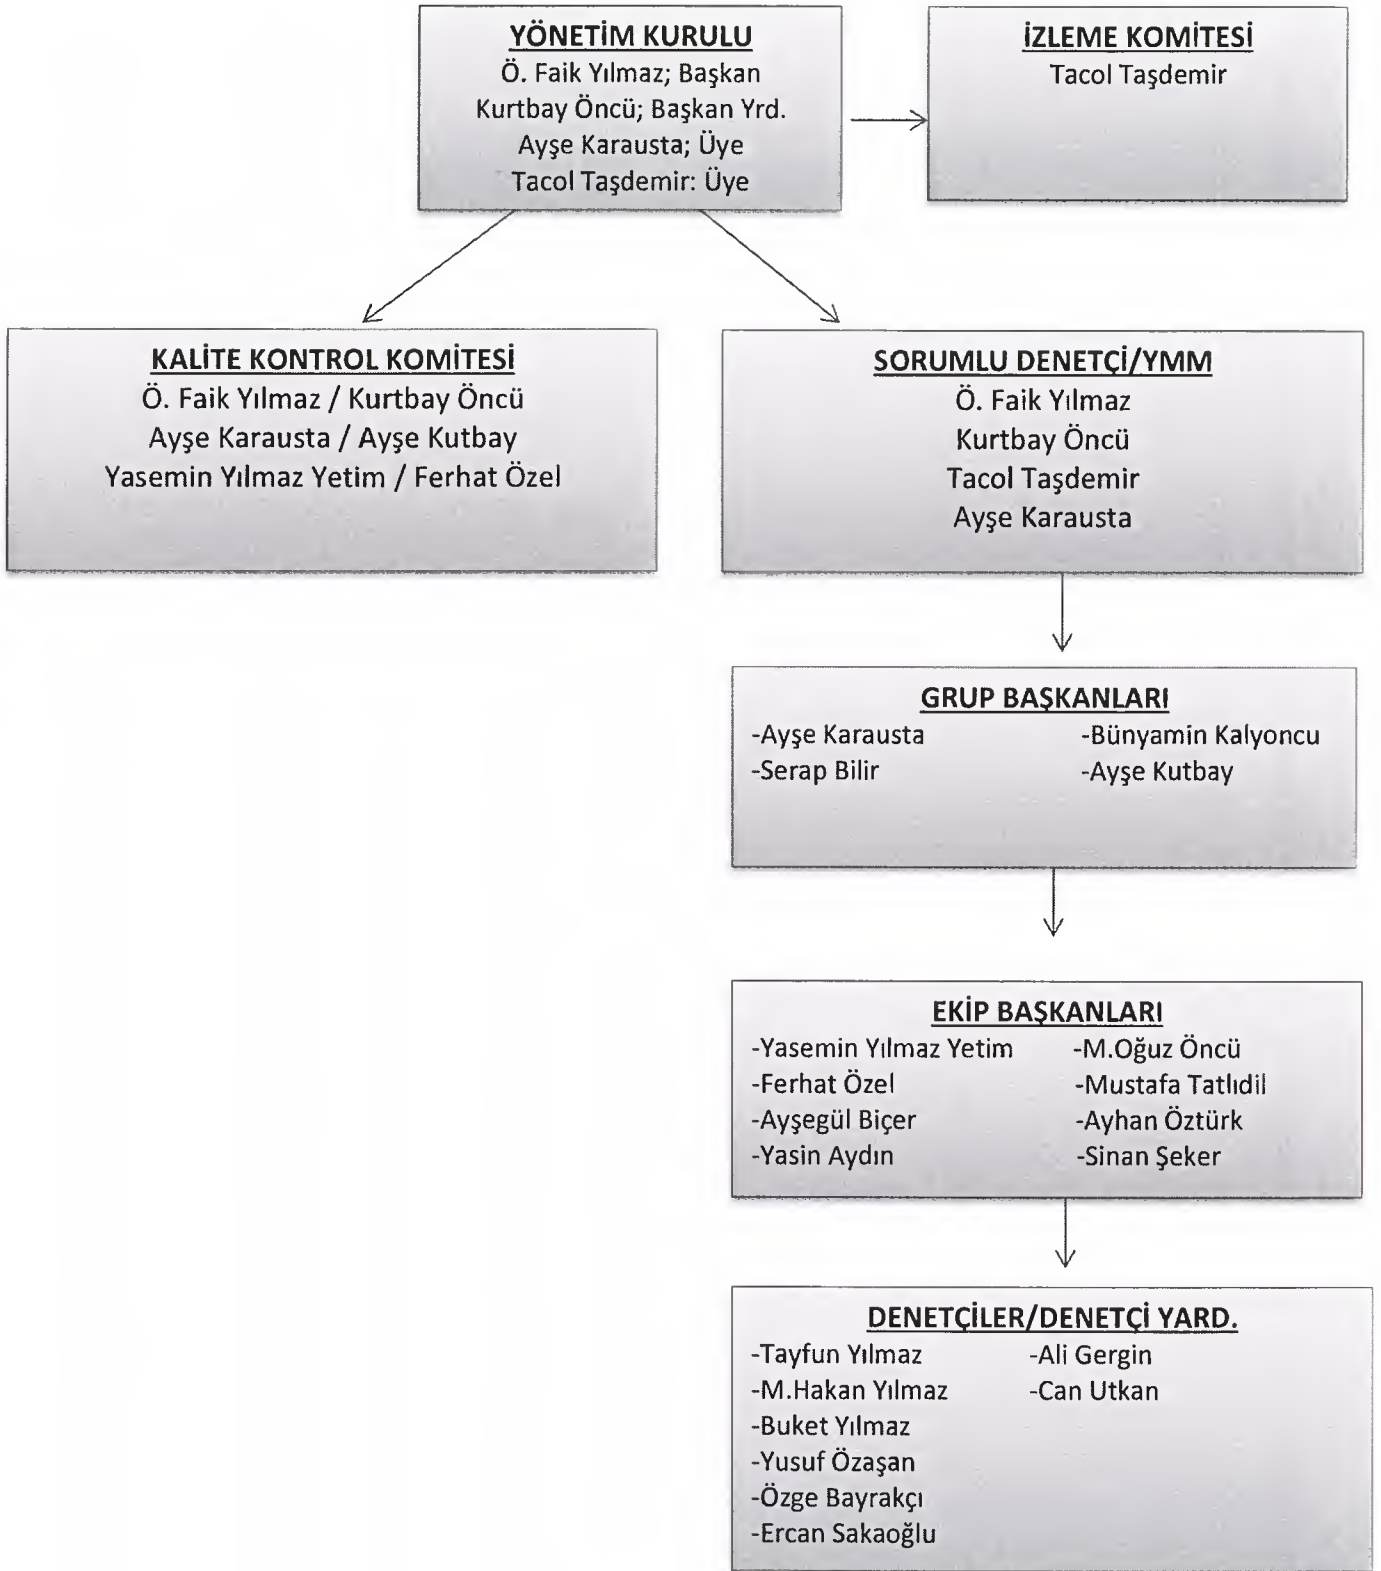 YÖNETİM KURULU
Ö. Faik Yılmaz; Başkan
Kurtbay Öncü; Başkan Yrd.
Ayşe Karausta; Üye
Tacol Taşdemir: Üye
İZLEME KOMİTESİ
Tacol Taşdemir
KALİTE KONTROL KOMİTESİ
Ö. Faik Yılmaz / Kurtbay Öncü
Ayşe Karausta / Ayşe Kutbay
Yasemin Yılmaz Yetim / Ferhat Özel
SORUMLU DENETÇİ/YMM
Ö. Faik Yılmaz
Kurtbay Öncü
Tacol Taşdemir
Ayşe Karausta
GRUP BAŞKANLARI
-Ayşe Karausta -Bünyamin Kalyoncu
-Serap Bilir -Ayşe Kutbay
EKİP BAŞKANLARI
-Yasemin Yılmaz Yetim -M.Oğuz Öncü
-Ferhat Özel -Mustafa Tatlıdil
-Ayşegül Biçer -Ayhan Öztürk
-Yasin Aydın -Sinan Şeker
DENETÇİLER/DENETÇİ YARD.
-Tayfun Yılmaz -Ali Gergin
-M.Hakan Yılmaz -Can Utkan
-Buket Yılmaz
-Yusuf Özaşan
-Özge Bayrakçı
-Ercan Sakaoğlu